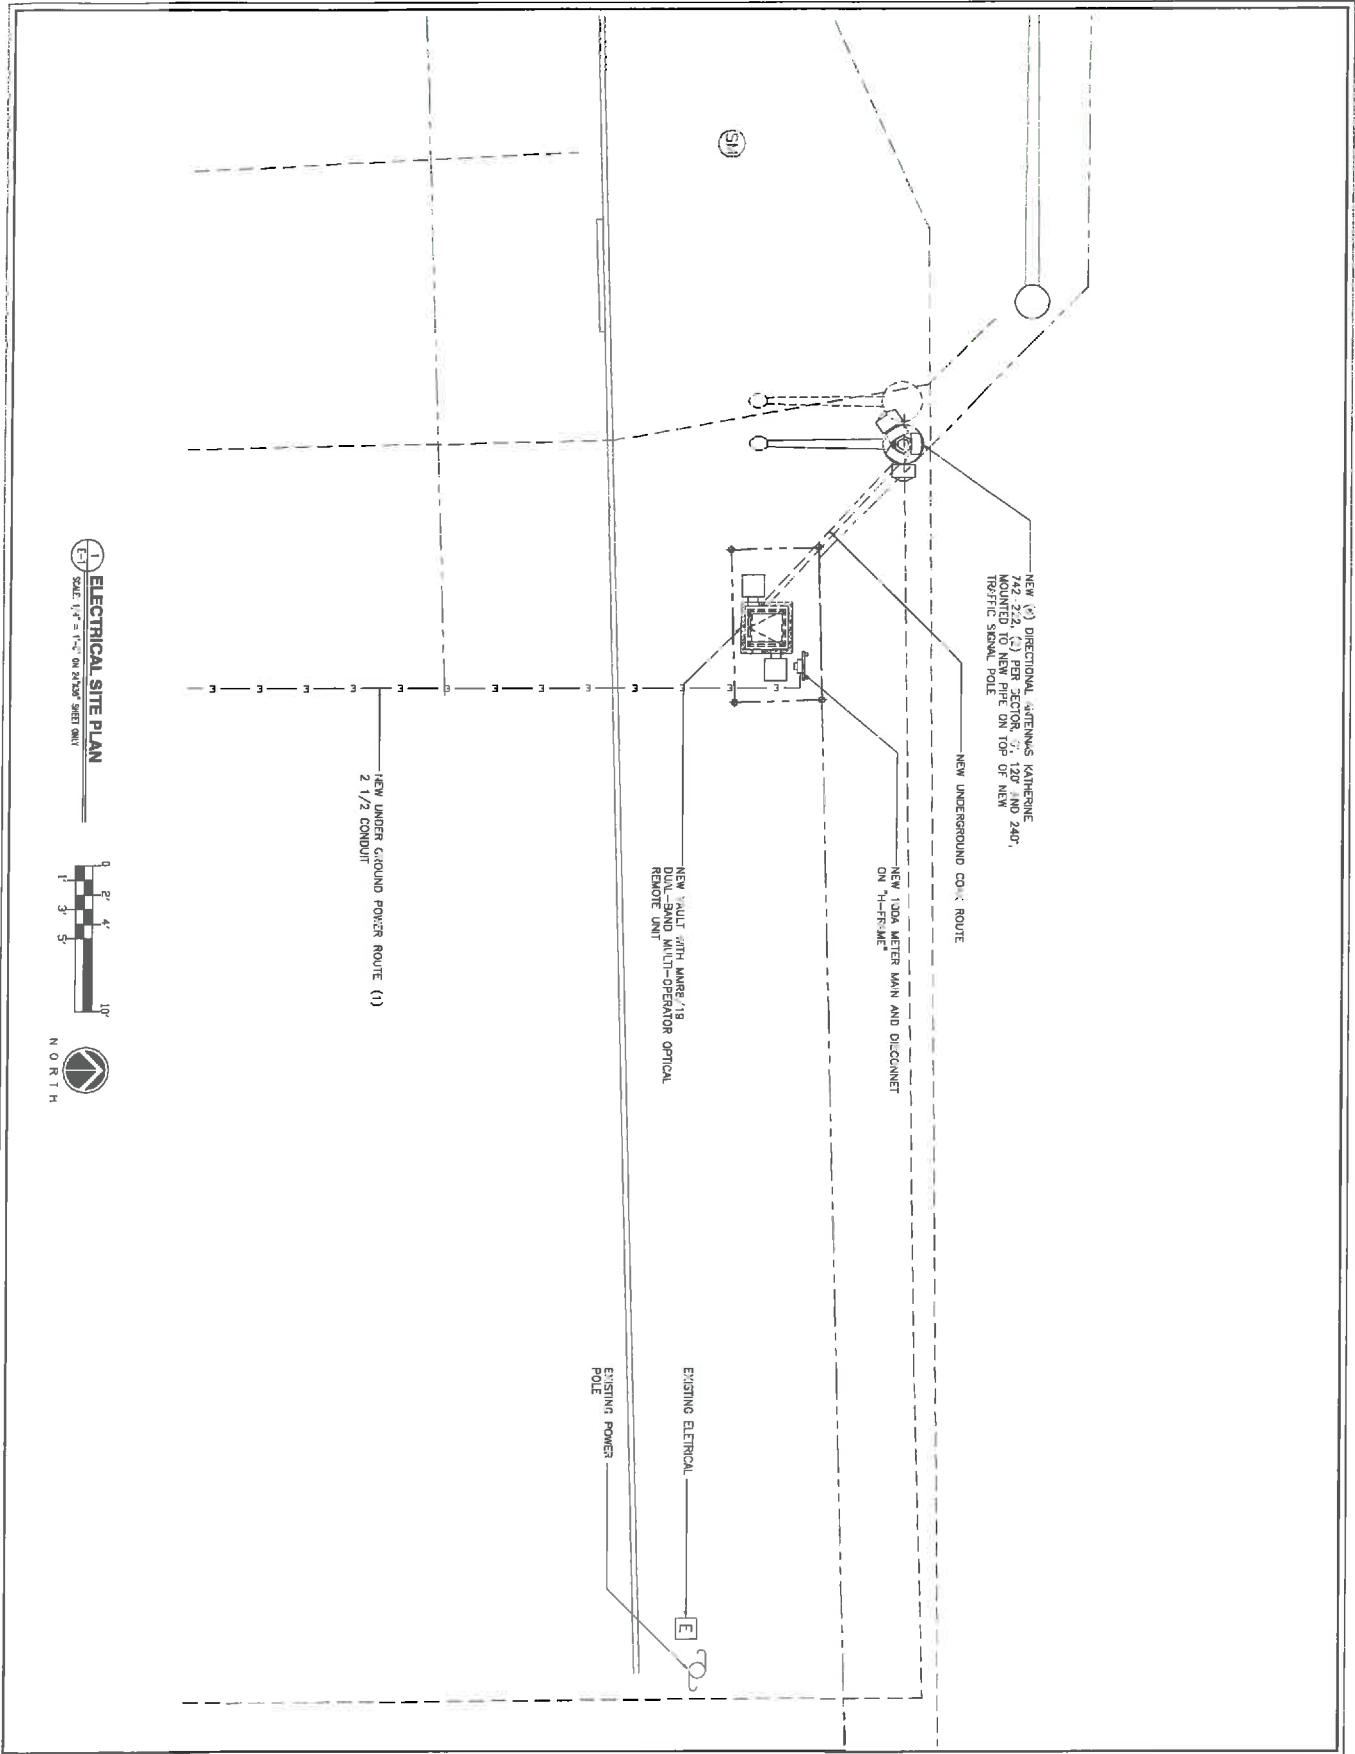 SM
NEW DIRECTIONAL ANTENNAS KATHERINE
742 PER SECTOR, 120° AND 240°,
MOUNTED TO NEW PIPE ON TOP OF NEW
TRAFFIC SIGNAL POLE
NEW UNDERGROUND COAX ROUTE
NEW 100A METER MAIN AND DISCONNET
ON "H-FRAME"
NEW VAULT WITH MMR8/19
DUAL-BAND MULTI-OPERATOR OPTICAL
REMOTE UNIT
EXISTING ELETRICAL
E
EXISTING POWER
POLE
NEW UNDER GROUND POWER ROUTE (1)
2 1/2 CONDUIT
1
E-1
ELECTRICAL SITE PLAN
SCALE: 1/4" = 1'-0" ON 24"X36" SHEET ONLY
0 2' 4' 10'
1' 3' 5'
NORTH